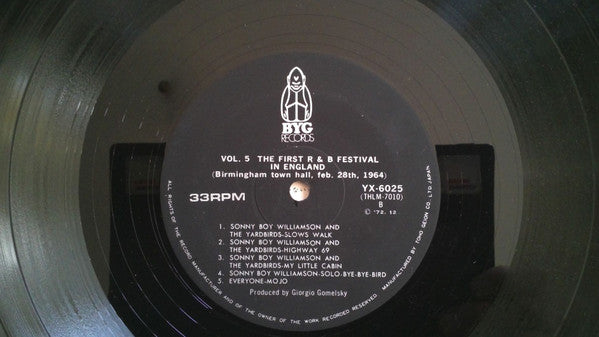 BYG
RECORDS
VOL. 5 THE FIRST R & B FESTIVAL
IN ENGLAND
(Birmingham town hall, feb. 28th, 1964)
33RPM
YX-6025
(THLM-7010)
B
© '72. 12
1. SONNY BOY WILLIAMSON AND
THE YARDBIRDS-SLOWS WALK
2. SONNY BOY WILLIAMSON AND
THE YARDBIRDS-HIGHWAY 69
3. SONNY BOY WILLIAMSON AND
THE YARDBIRDS-MY LITTLE CABIN
4. SONNY BOY WILLIAMSON-SOLO-BYE-BYE-BIRD
5. EVERYONE-MOJO
Produced by Giorgio Gomelsky
ALL RIGHTS OF THE RECORD MANUFACTURER AND OF THE OWNER OF THE WORK RECORDED RESERVED. MANUFACTURED BY TOHO GEION CO., LTD. JAPAN